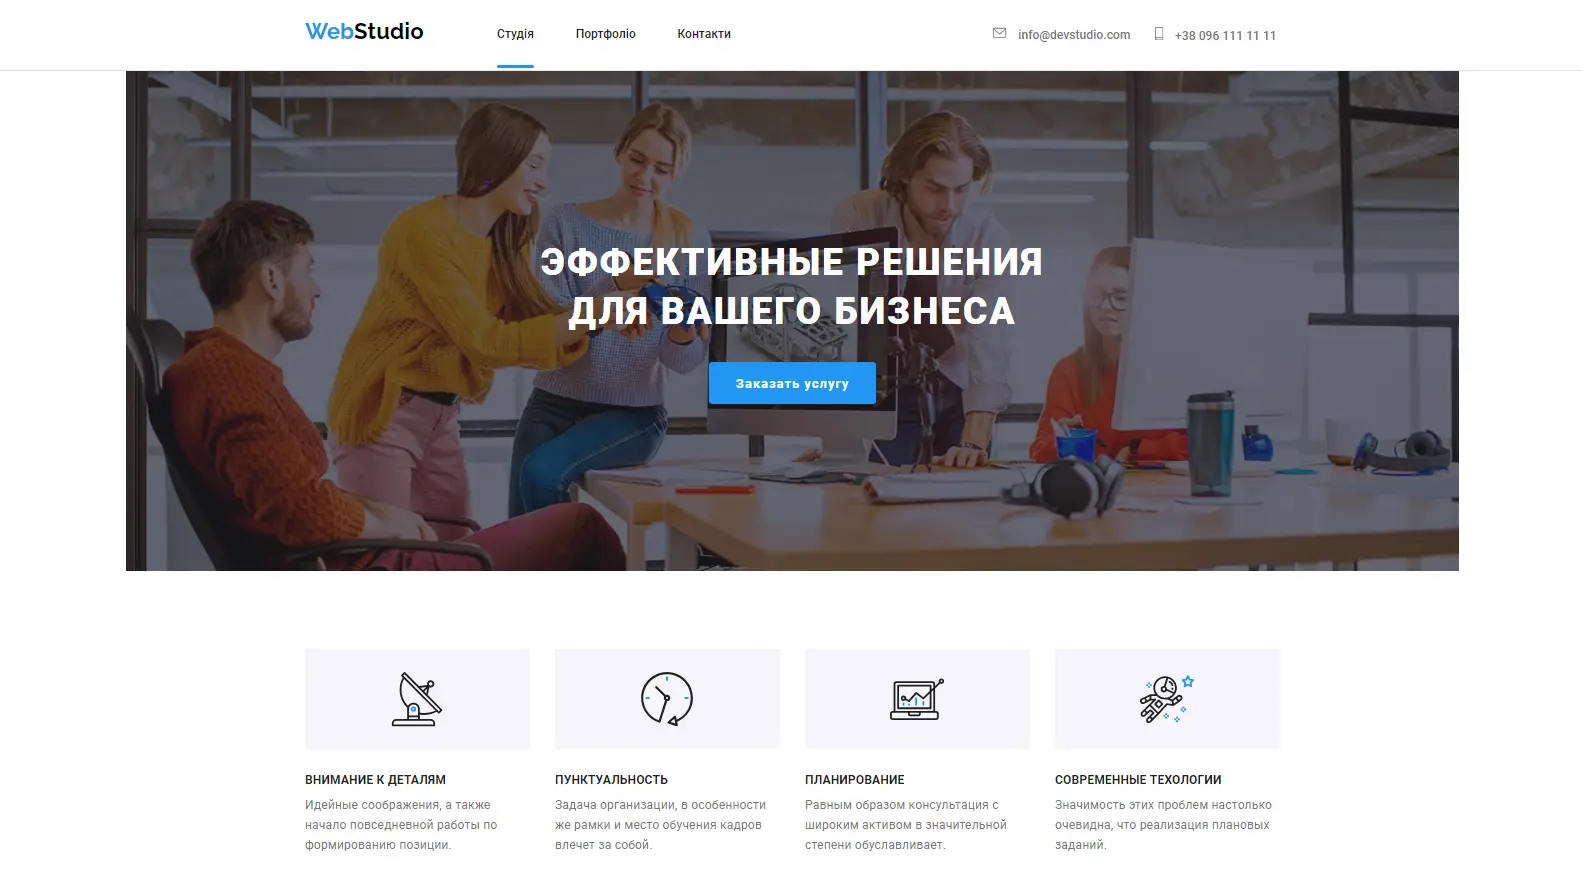 WebStudio
Студія
Портфоліо
Контакти
info@devstudio.com
+38 096 111 11 11
ЭФФЕКТИВНЫЕ РЕШЕНИЯ
ДЛЯ ВАШЕГО БИЗНЕСА
Заказать услугу
ВНИМАНИЕ К ДЕТАЛЯМ
Идейные соображения, а также
начало повседневной работы по
формированию позиции.
ПУНКТУАЛЬНОСТЬ
Задача организации, в особенности
же рамки и место обучения кадров
влечет за собой.
ПЛАНИРОВАНИЕ
Равным образом консультация с
широким активом в значительной
степени обуславливает.
СОВРЕМЕННЫЕ ТЕХОЛОГИИ
Значимость этих проблем настолько
очевидна, что реализация плановых
заданий.